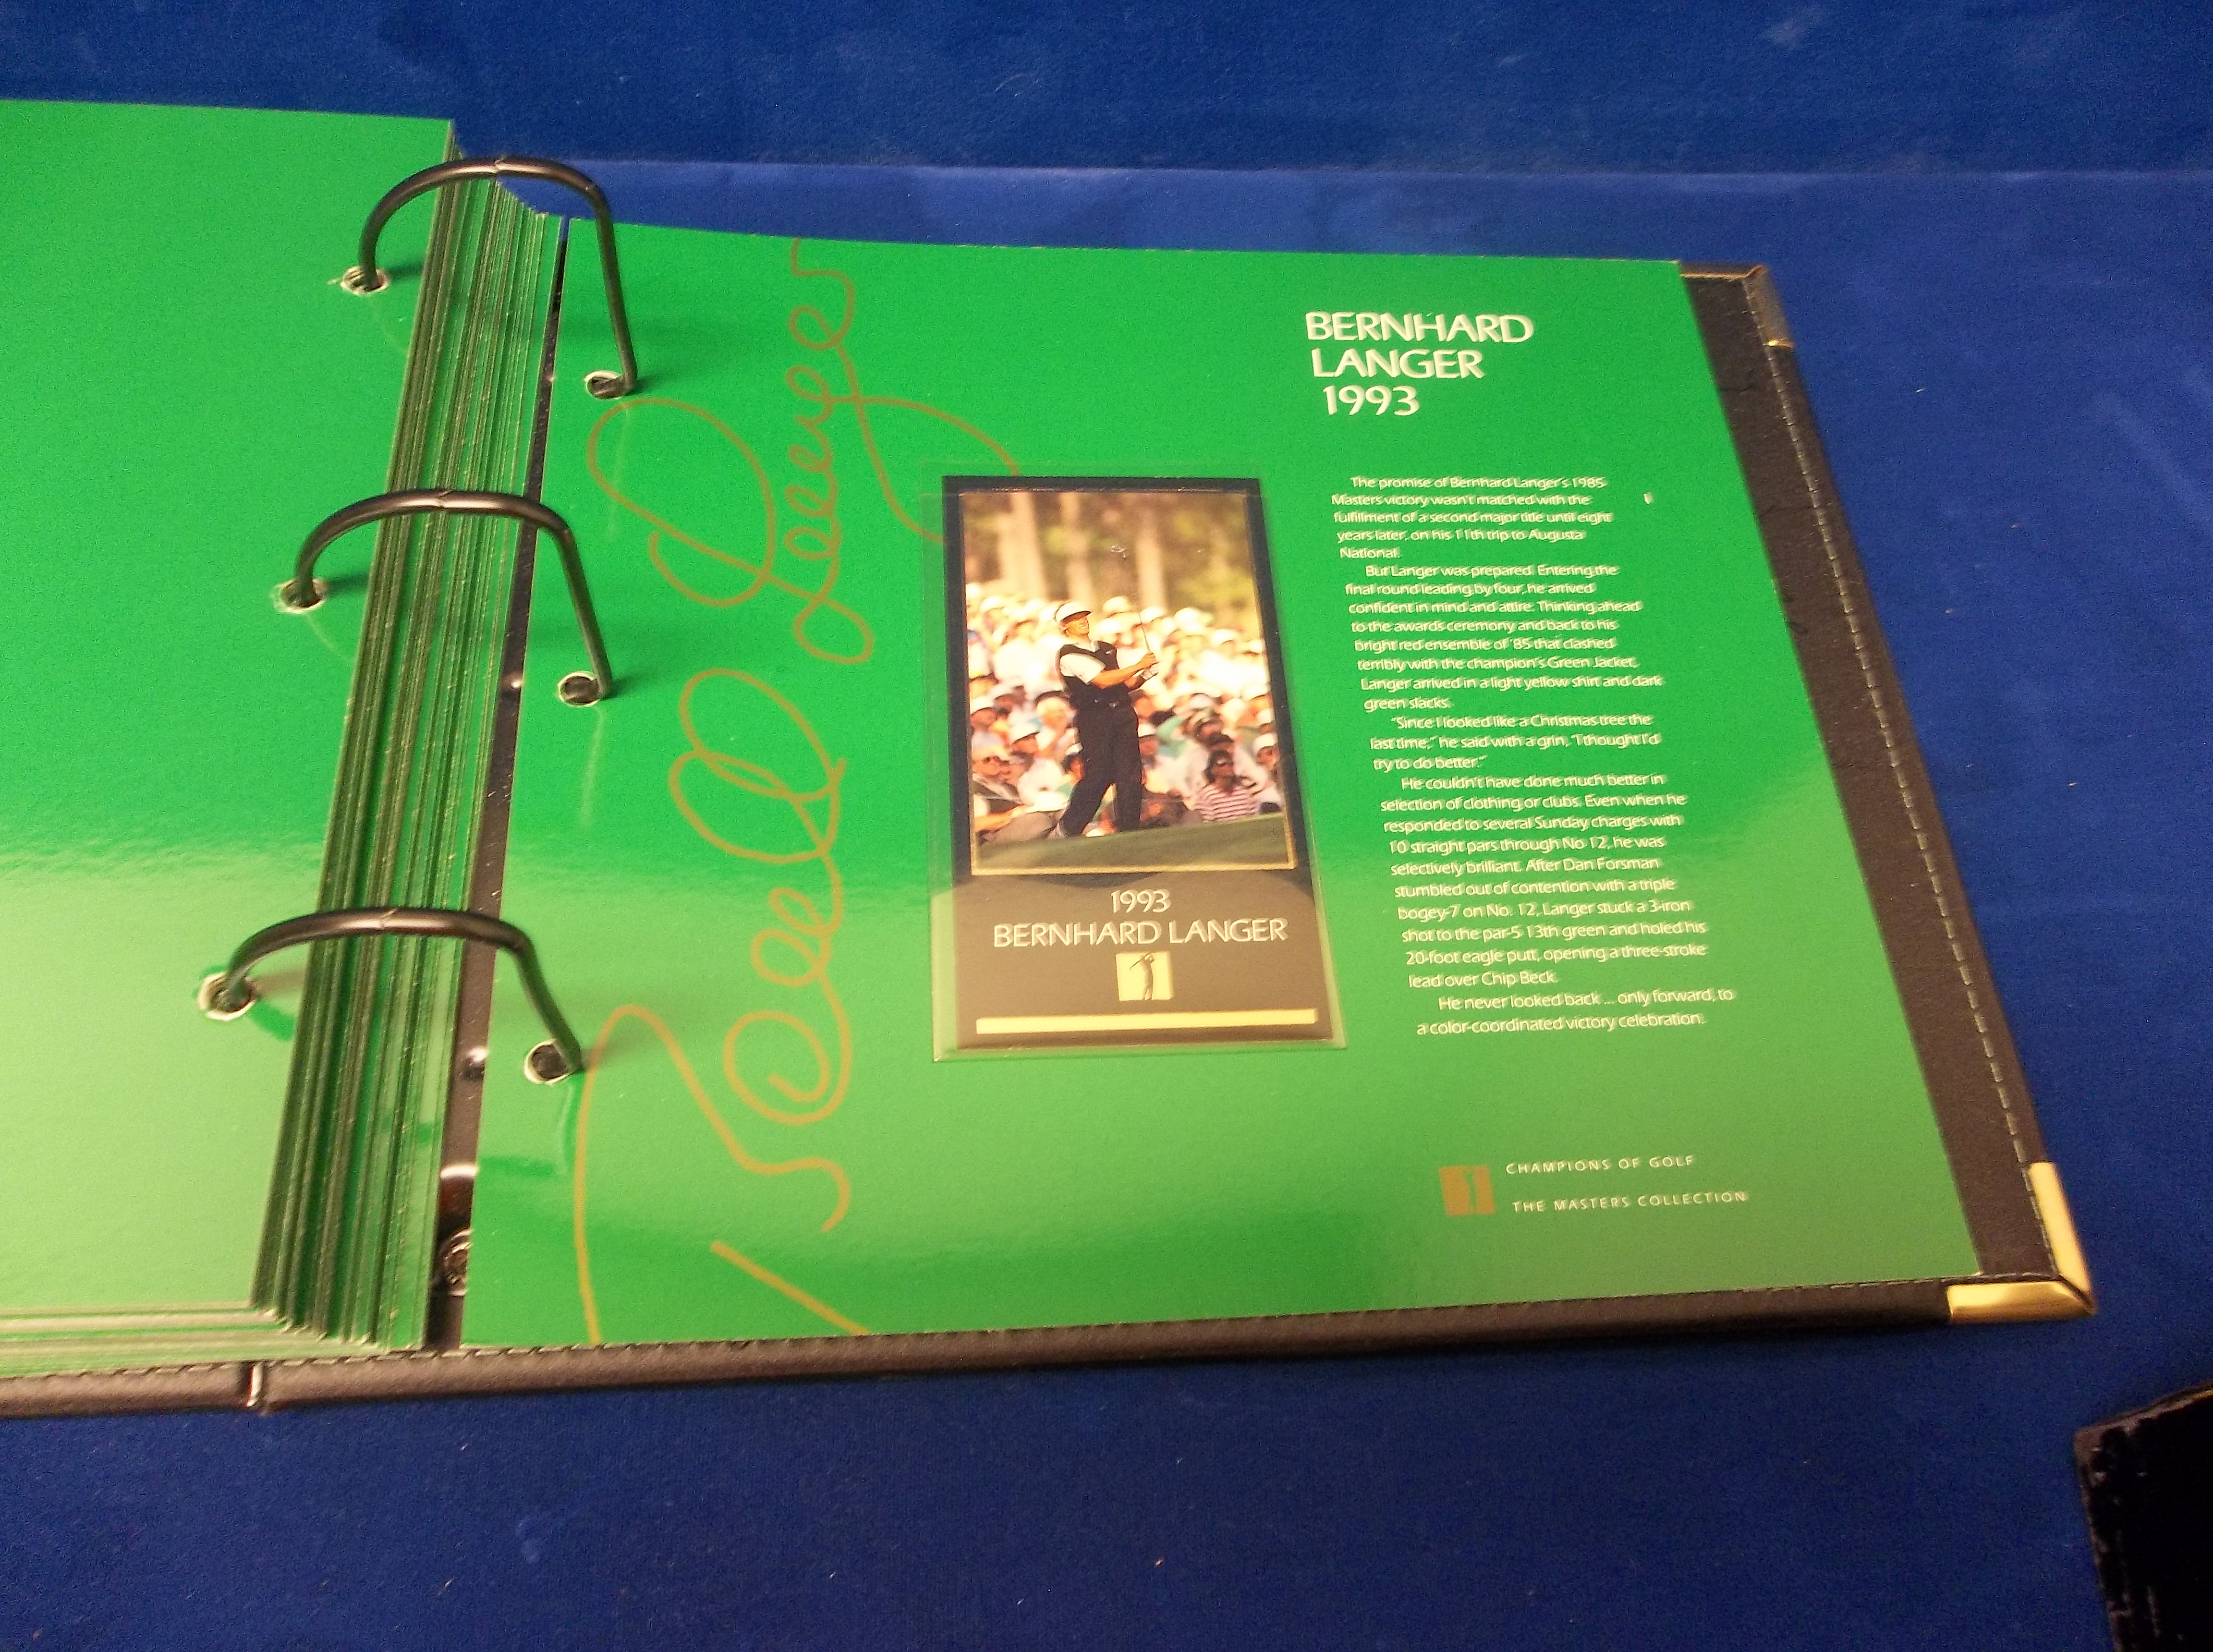 BERNHARD
LANGER
1993
The promise of Bernhard Langer's 1985
Masters victory wasn't matched with the
fulfillment of a second major title until eight
years later, on his 11th trip to Augusta
National.
But Langer was prepared. Entering the
final round leading by four, he arrived
confident in mind and attire. Thinking ahead
to the awards ceremony and back to his
bright red ensemble of '85 that clashed
terribly with the champion's Green Jacket,
Langer arrived in a light yellow shirt and dark
green slacks.
"Since I looked like a Christmas tree the
last time," he said with a grin, "I thought I'd
try to do better."
He couldn't have done much better in
selection of clothing or clubs. Even when he
responded to several Sunday charges with
10 straight pars through No 12, he was
selectively brilliant. After Dan Forsman
stumbled out of contention with a triple
bogey-7 on No. 12, Langer stuck a 3-iron
shot to the par-5 13th green and holed his
20-foot eagle putt, opening a three-stroke
lead over Chip Beck.
He never looked back ... only forward, to
a color-coordinated victory celebration.
1993
BERNHARD LANGER
CHAMPIONS OF GOLF
THE MASTERS COLLECTION